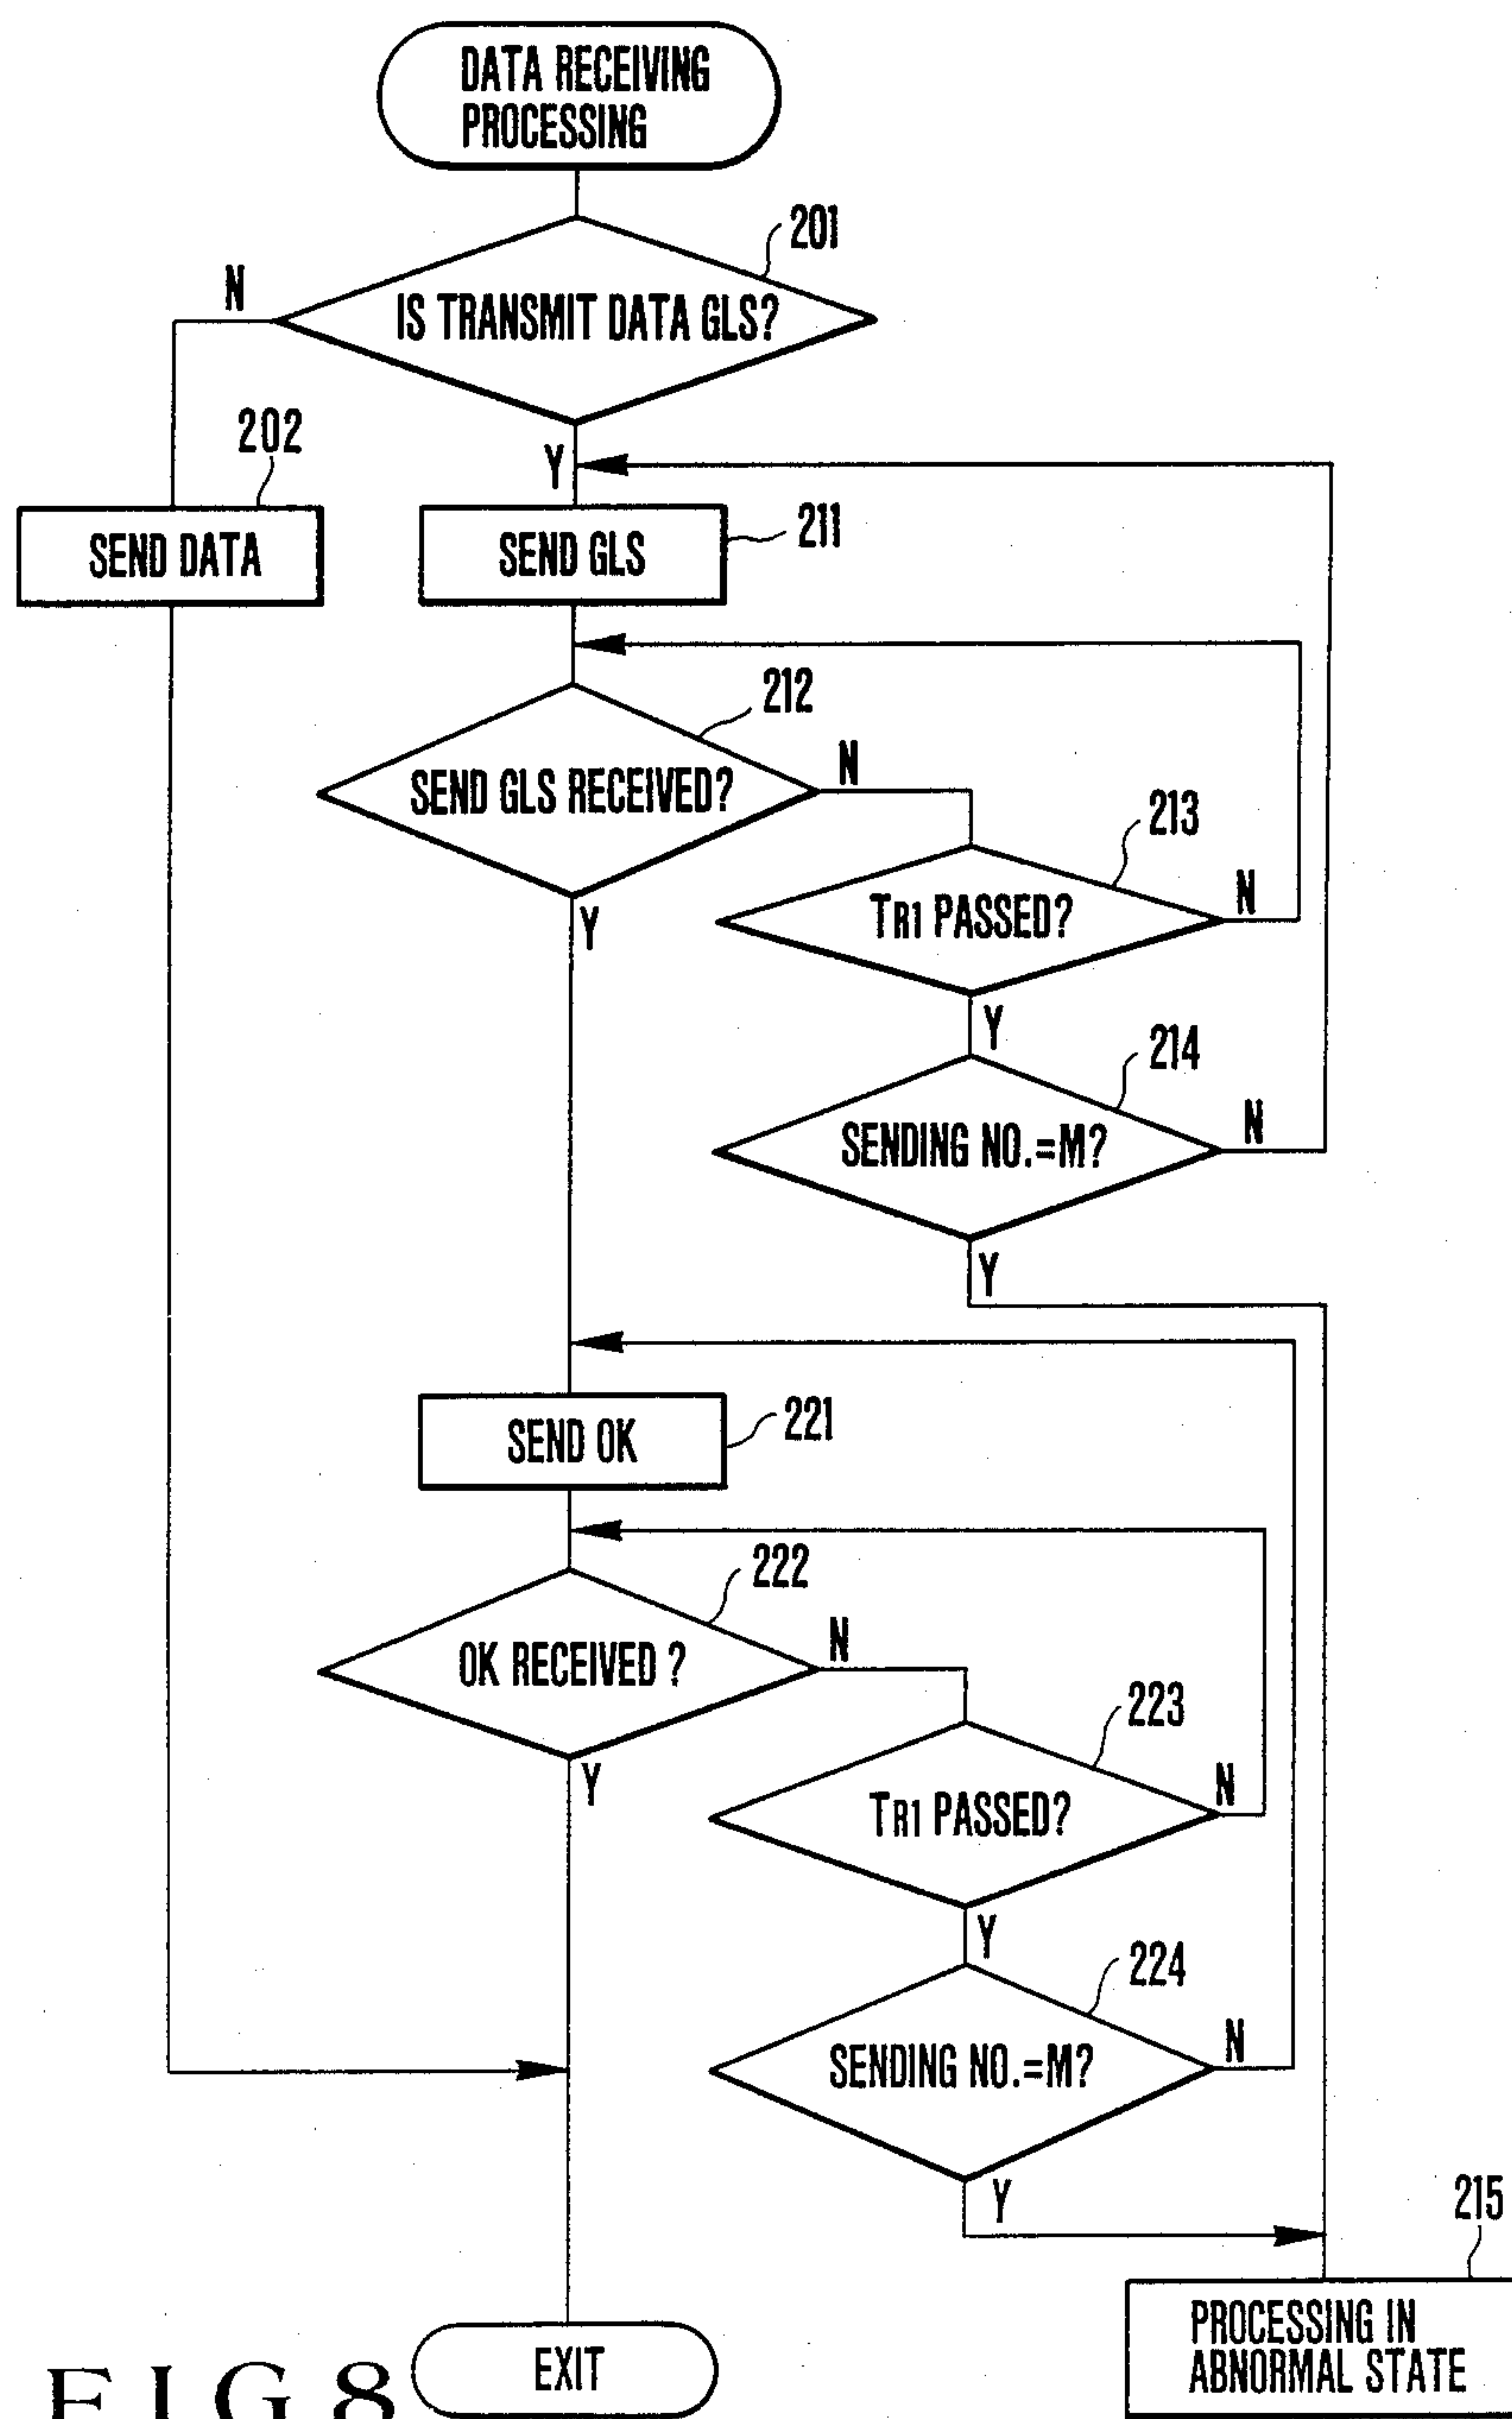 DATA RECEIVING
PROCESSING
201
N
IS TRANSMIT DATA GLS?
202
Y
SEND DATA
SEND GLS
211
212
N
SEND GLS RECEIVED?
213
N
TR1 PASSED?
Y
Y
214
N
SENDING NO.=M?
Y
SEND OK
221
222
N
OK RECEIVED ?
223
N
Y
TR1 PASSED?
Y
224
N
SENDING NO.=M?
Y
215
PROCESSING IN
ABNORMAL STATE
EXIT
FIG.8